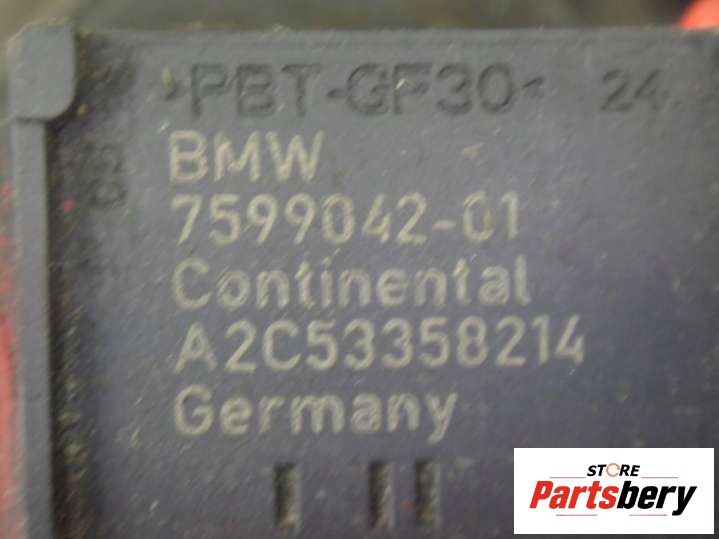 >PBT-GF30< 24
BMW
7599042-01
Continental
A2C53358214
Germany
STORE
Partsbery